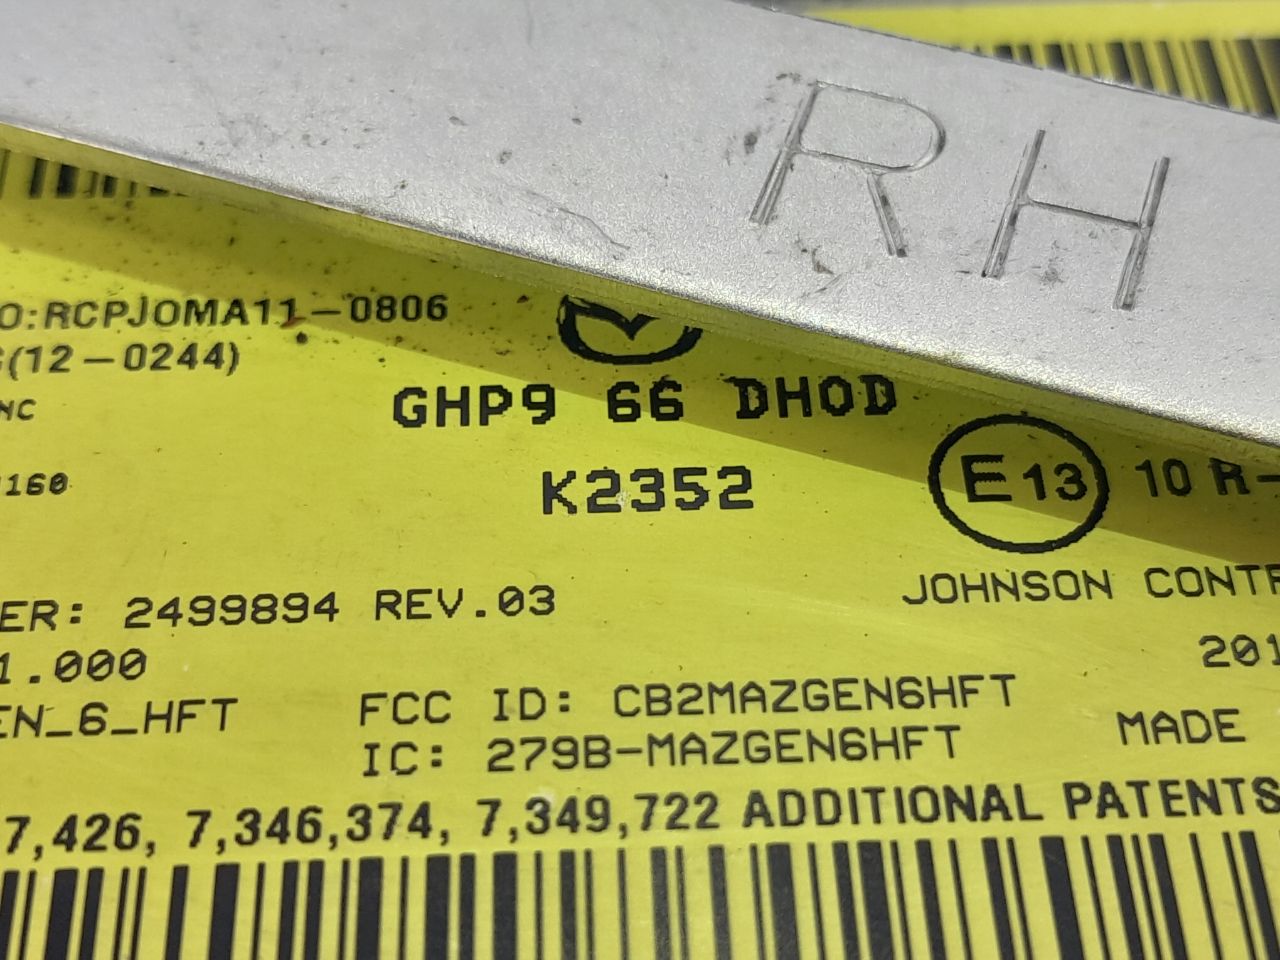 RH
O:RCPJOMA11-0806
(12-0244)
NC
GHP9 66 DH0D
160
K2352
E13 10 R-
ER: 2499894 REV.03
JOHNSON CONTR
1.000
201
EN_6_HFT
FCC ID: CB2MAZGEN6HFT
IC: 279B-MAZGEN6HFT
MADE
7,426, 7,346,374, 7,349,722 ADDITIONAL PATENTS